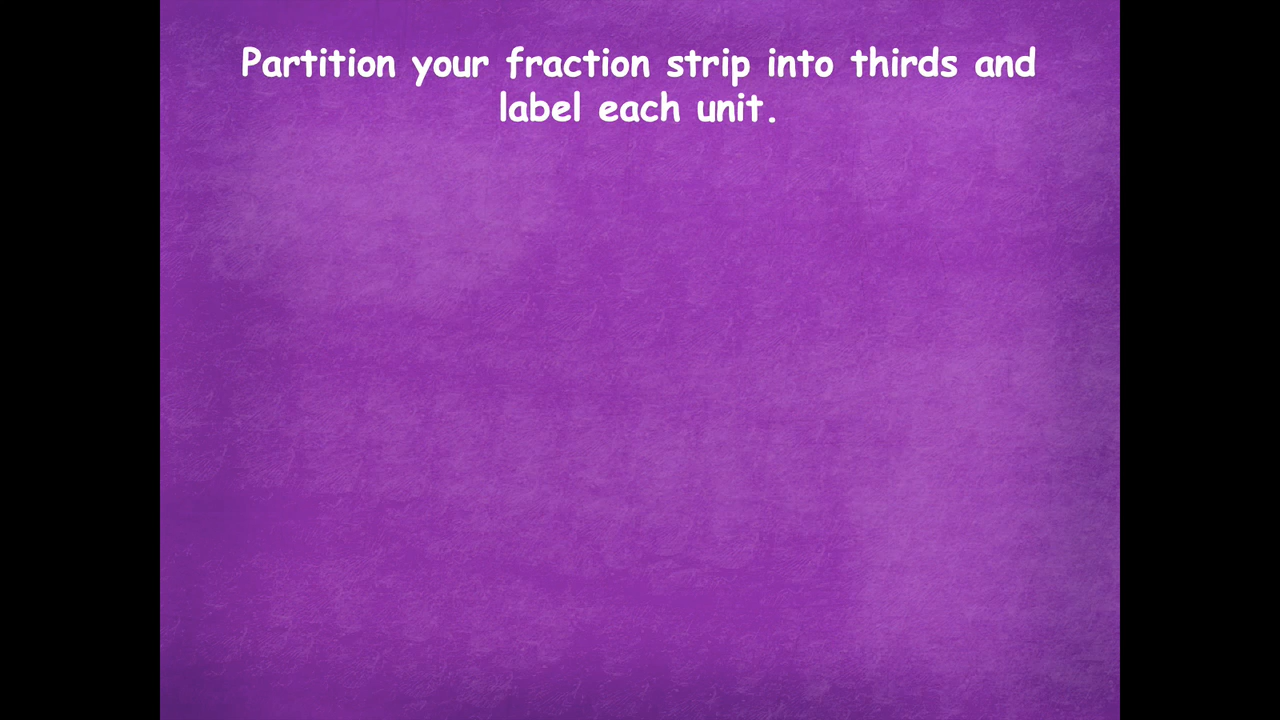 Partition your fraction strip into thirds and
label each unit.